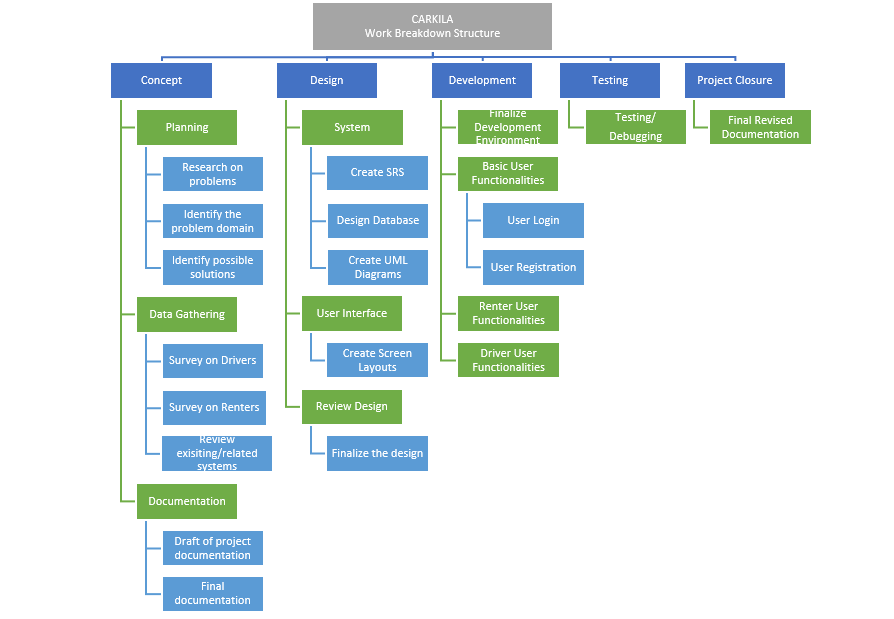 CARKILA
Work Breakdown Structure
Concept
Design
Development
Testing
Project Closure
Planning
Research on
problems
Identify the
problem domain
Identify possible
solutions
Data Gathering
Survey on Drivers
Survey on Renters
Review
exisiting/related
systems
Documentation
Draft of project
documentation
Final
documentation
System
Create SRS
Design Database
Create UML
Diagrams
User Interface
Create Screen
Layouts
Review Design
Finalize the design
Finalize
Development
Environment
Basic User
Functionalities
User Login
User Registration
Renter User
Functionalities
Driver User
Functionalities
Testing/
Debugging
Final Revised
Documentation